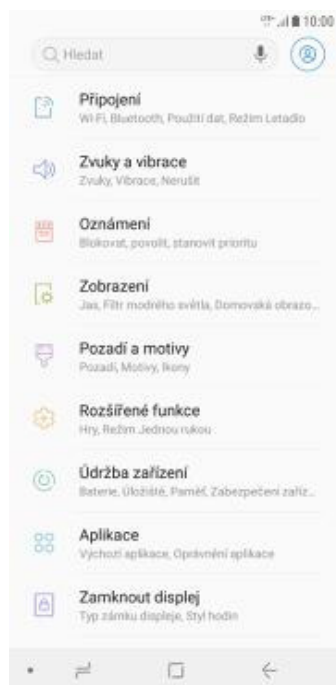 10:00
Hledat
Připojení
Wi-Fi, Bluetooth, Použití dat, Režim Letadlo
Zvuky a vibrace
Zvuky, Vibrace, Nerušit
Oznámení
Blokovat, povolit, stanovit prioritu
Zobrazení
Jas, Filtr modrého světla, Domovská obrazo...
Pozadí a motivy
Pozadí, Motivy, Ikony
Rozšířené funkce
Hry, Režim Jednou rukou
Údržba zařízení
Baterie, Úložiště, Paměť, Zabezpečení zaříz...
Aplikace
Výchozí aplikace, Oprávnění aplikace
Zamknout displej
Typ zámku displeje, Styl hodin